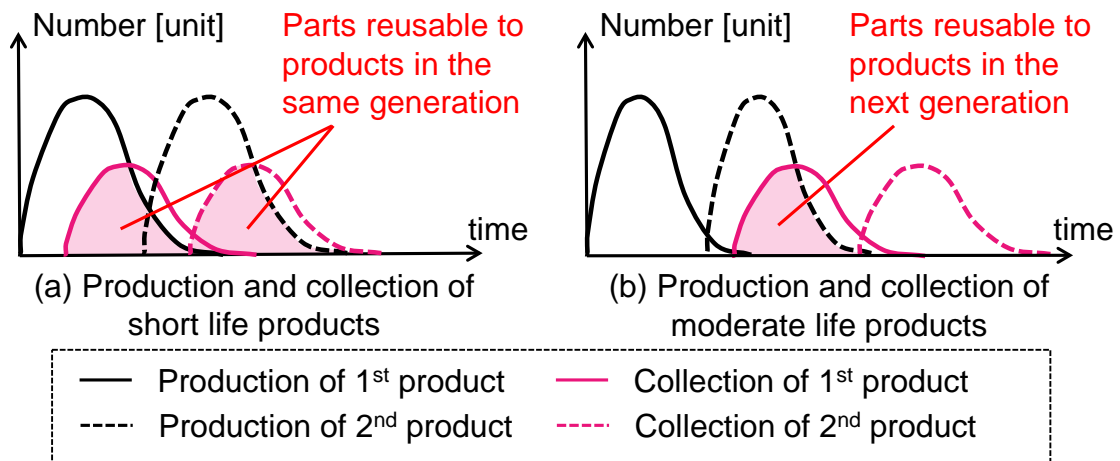 Number [unit]
Parts reusable to
products in the
same generation
time
(a) Production and collection of
short life products
Number [unit]
Parts reusable to
products in the
next generation
time
(b) Production and collection of
moderate life products
Production of 1st product
Collection of 1st product
Production of 2nd product
Collection of 2nd product